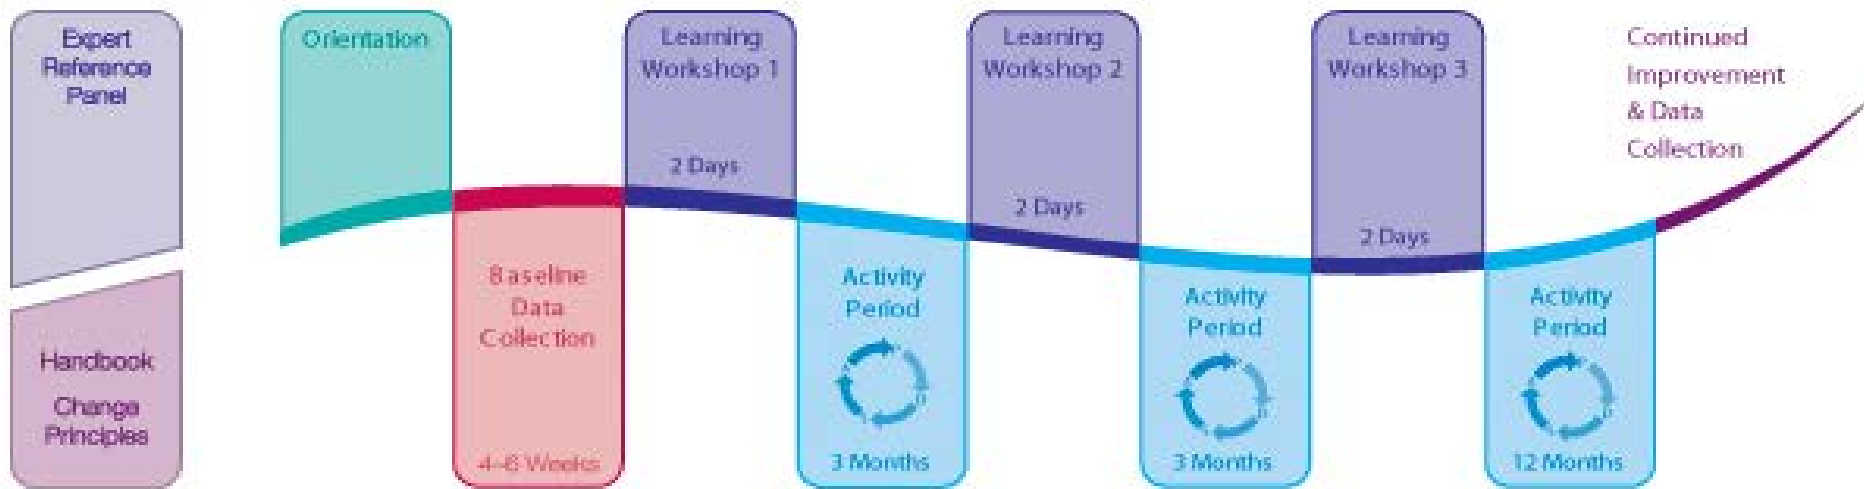 Expert
Reference
Panel
Handbook
Change
Principles
Orientation
Baseline
Data
Collection
4–6 Weeks
Learning
Workshop 1
2 Days
Activity
Period
3 Months
Learning
Workshop 2
2 Days
Activity
Period
3 Months
Learning
Workshop 3
2 Days
Activity
Period
12 Months
Continued
Improvement
& Data
Collection